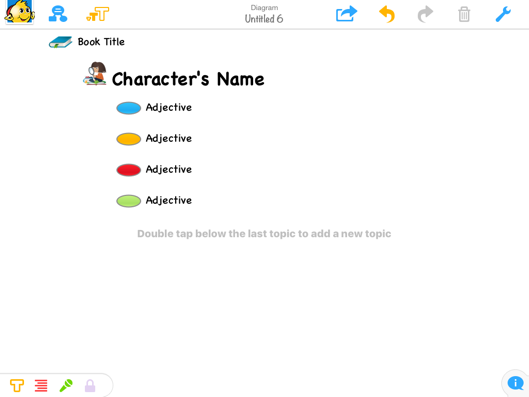 Diagram
Untitled 6
Book Title
Character's Name
Adjective
Adjective
Adjective
Adjective
Double tap below the last topic to add a new topic